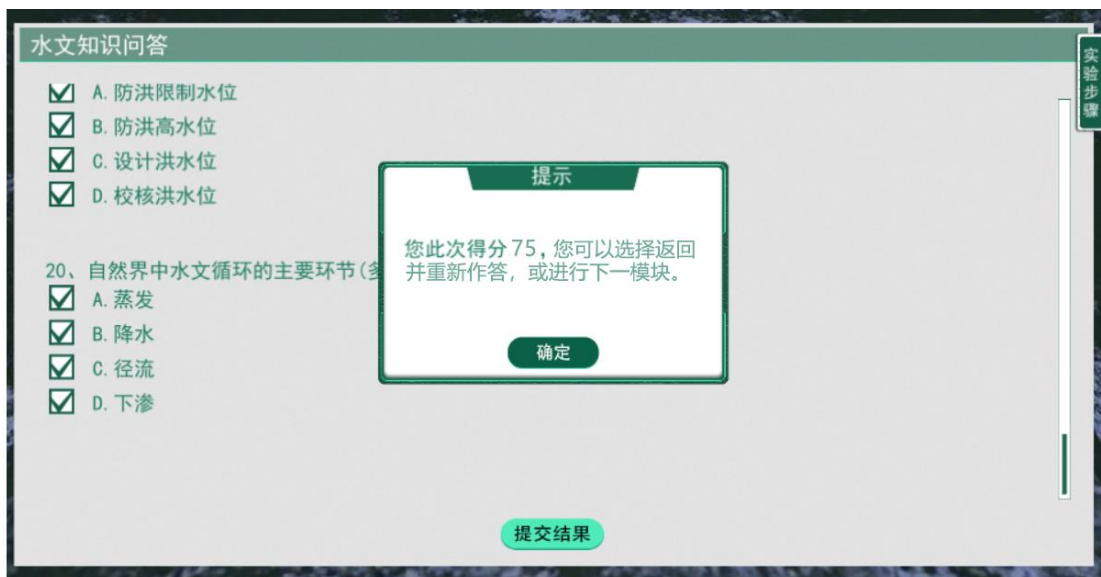 水文知识问答
实验步骤
A. 防洪限制水位
B. 防洪高水位
C. 设计洪水位
D. 校核洪水位
20、自然界中水文循环的主要环节(
A. 蒸发
B. 降水
C. 径流
D. 下渗
提示
您此次得分75，您可以选择返回
并重新作答，或进行下一模块。
确定
提交结果